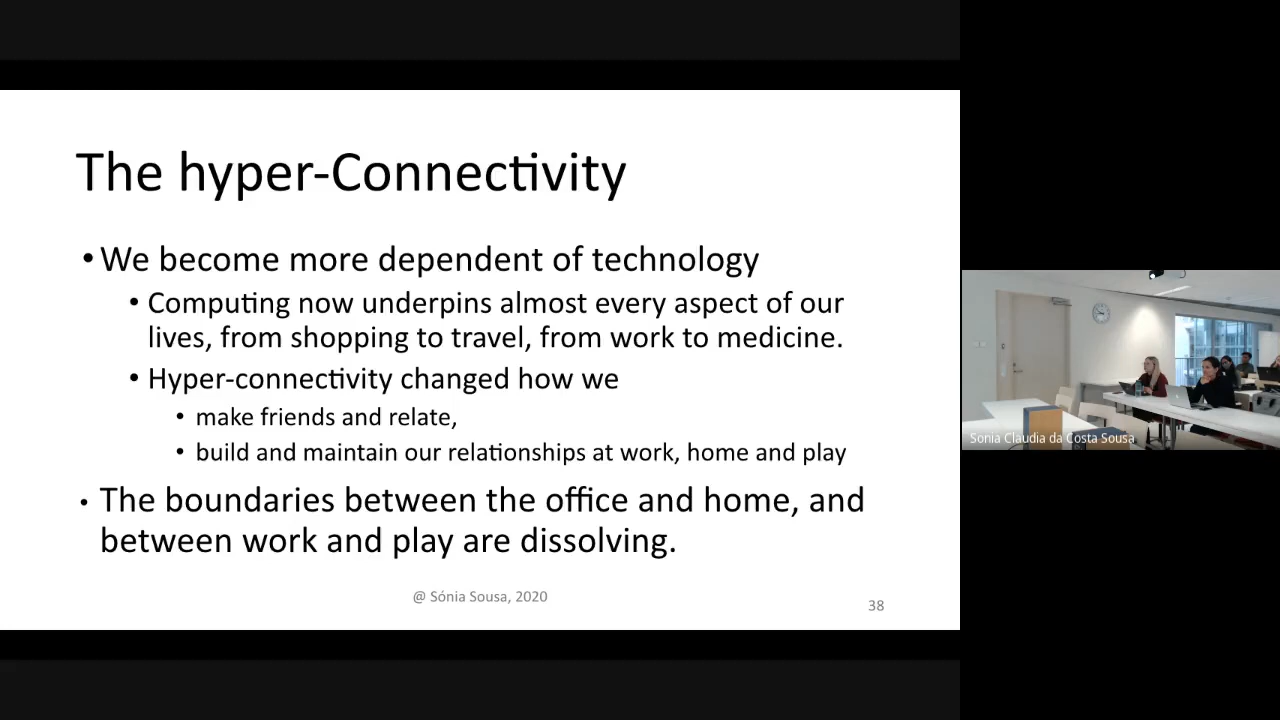 The hyper-Connectivity
• We become more dependent of technology
• Computing now underpins almost every aspect of our
lives, from shopping to travel, from work to medicine.
• Hyper-connectivity changed how we
• make friends and relate,
• build and maintain our relationships at work, home and play
• The boundaries between the office and home, and
between work and play are dissolving.
@ Sónia Sousa, 2020
38
Sonia Claudia da Costa Sousa